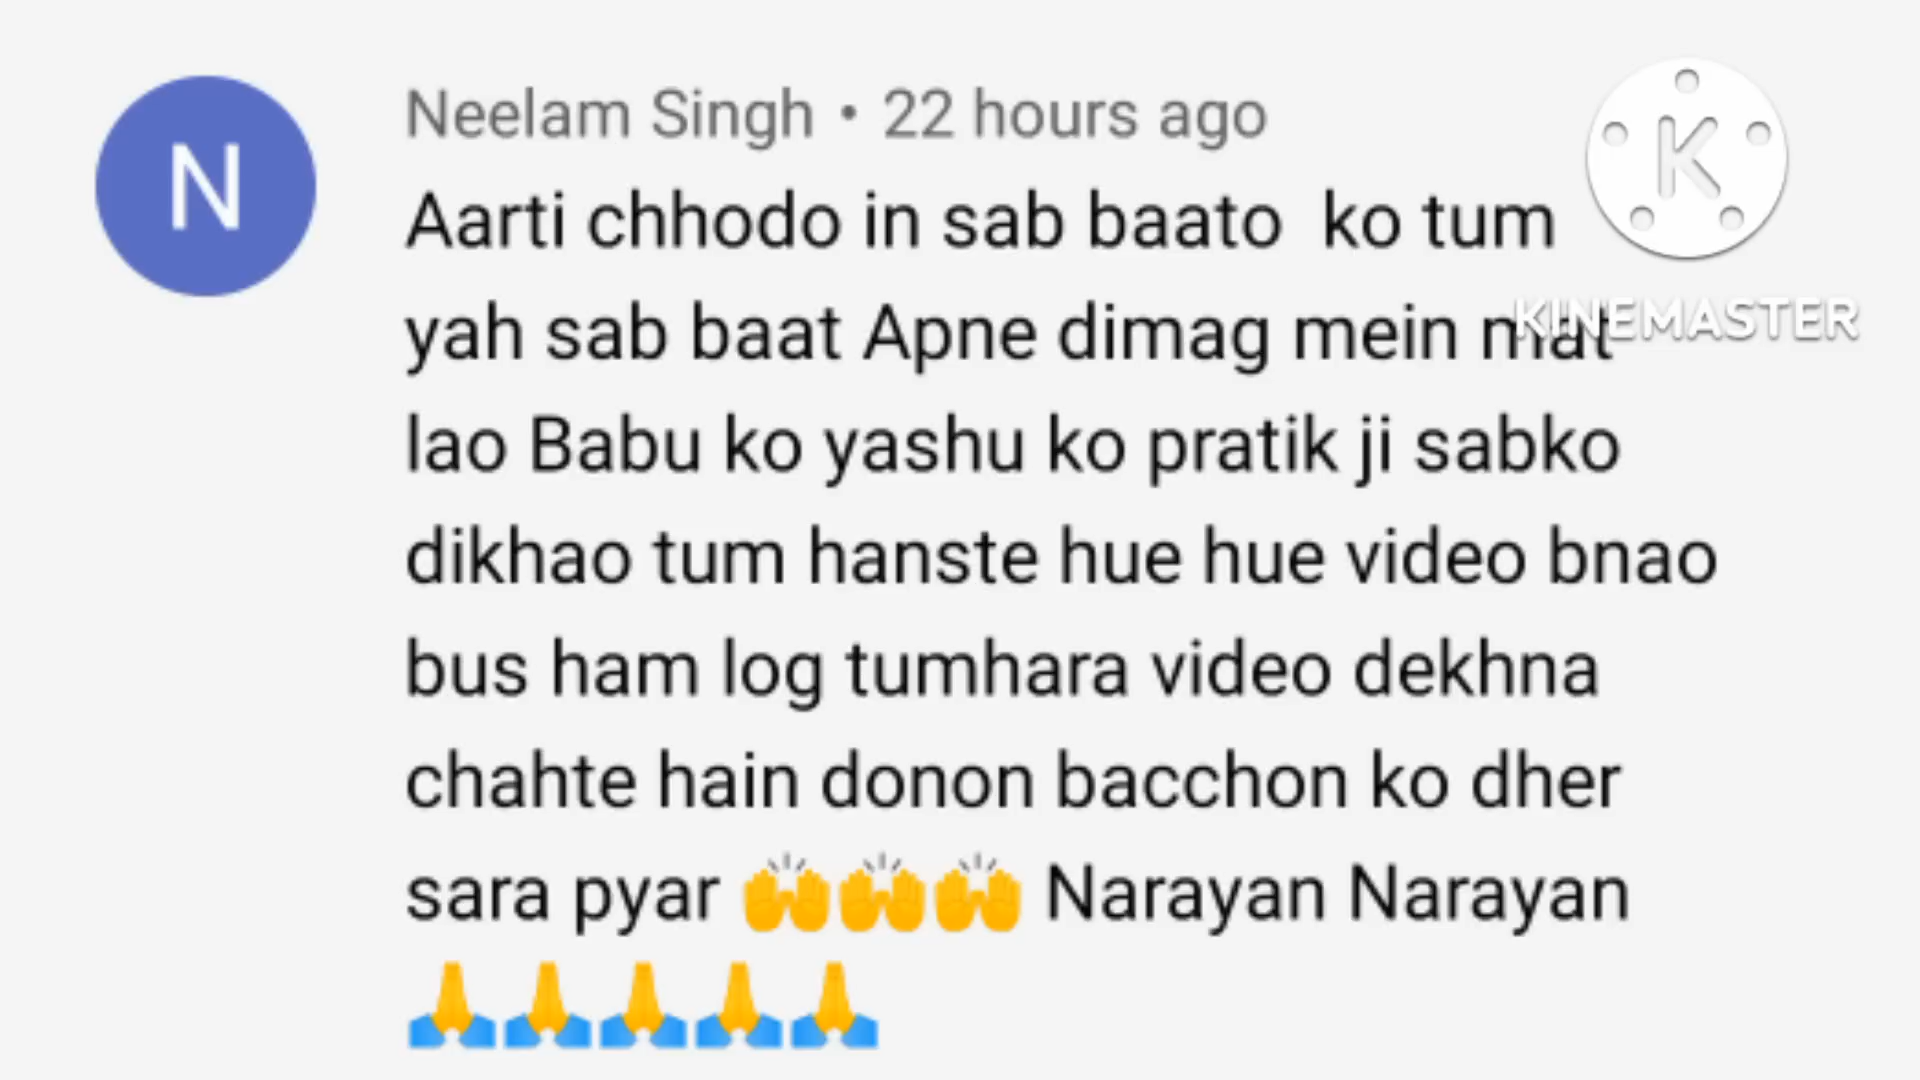 N
Neelam Singh • 22 hours ago
Aarti chhodo in sab baato  ko tum
yah sab baat Apne dimag mein mat
lao Babu ko yashu ko pratik ji sabko
dikhao tum hanste hue hue video bnao
bus ham log tumhara video dekhna
chahte hain donon bacchon ko dher
sara pyar 🙌🙌🙌 Narayan Narayan
🙏🙏🙏🙏🙏
K
KINEMASTER